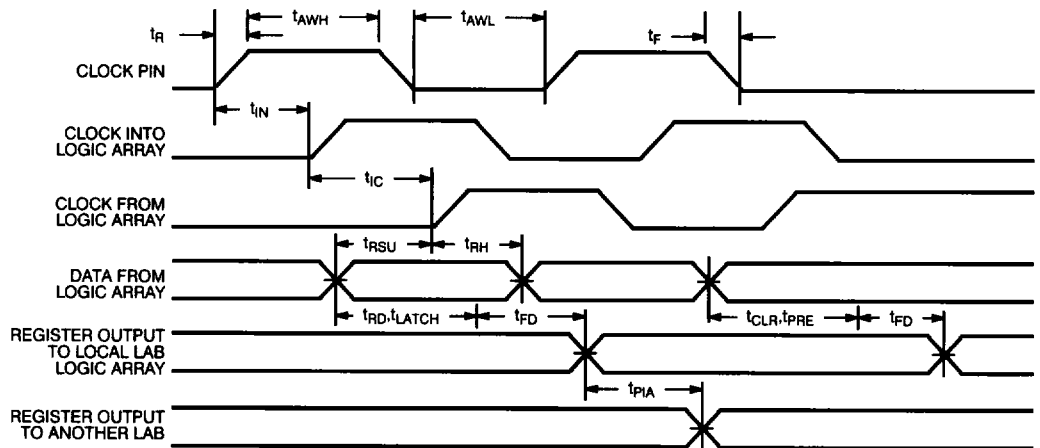 tAWH
tAWL
tR
tF
CLOCK PIN
tIN
CLOCK INTO
LOGIC ARRAY
tIC
CLOCK FROM
LOGIC ARRAY
tRSU
tRH
DATA FROM
LOGIC ARRAY
tRD,tLATCH
tFD
tCLR,tPRE
tFD
REGISTER OUTPUT
TO LOCAL LAB
LOGIC ARRAY
tPIA
REGISTER OUTPUT
TO ANOTHER LAB